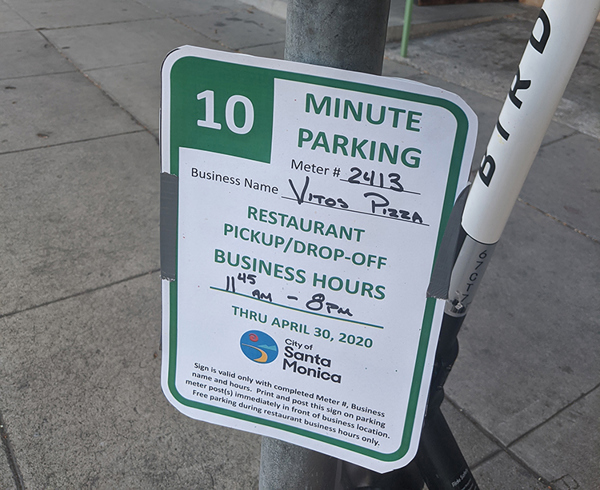 10 MINUTE
PARKING
Meter # 2413
Business Name Vitos Pizza
RESTAURANT
PICKUP/DROP-OFF
BUSINESS HOURS
11 45 AM - 8 PM
THRU APRIL 30, 2020
City of
Santa
Monica
Sign is valid only with completed Meter #, Business
name and hours. Print and post this sign on parking
meter post(s) immediately in front of business location.
Free parking during restaurant business hours only.
BIRD